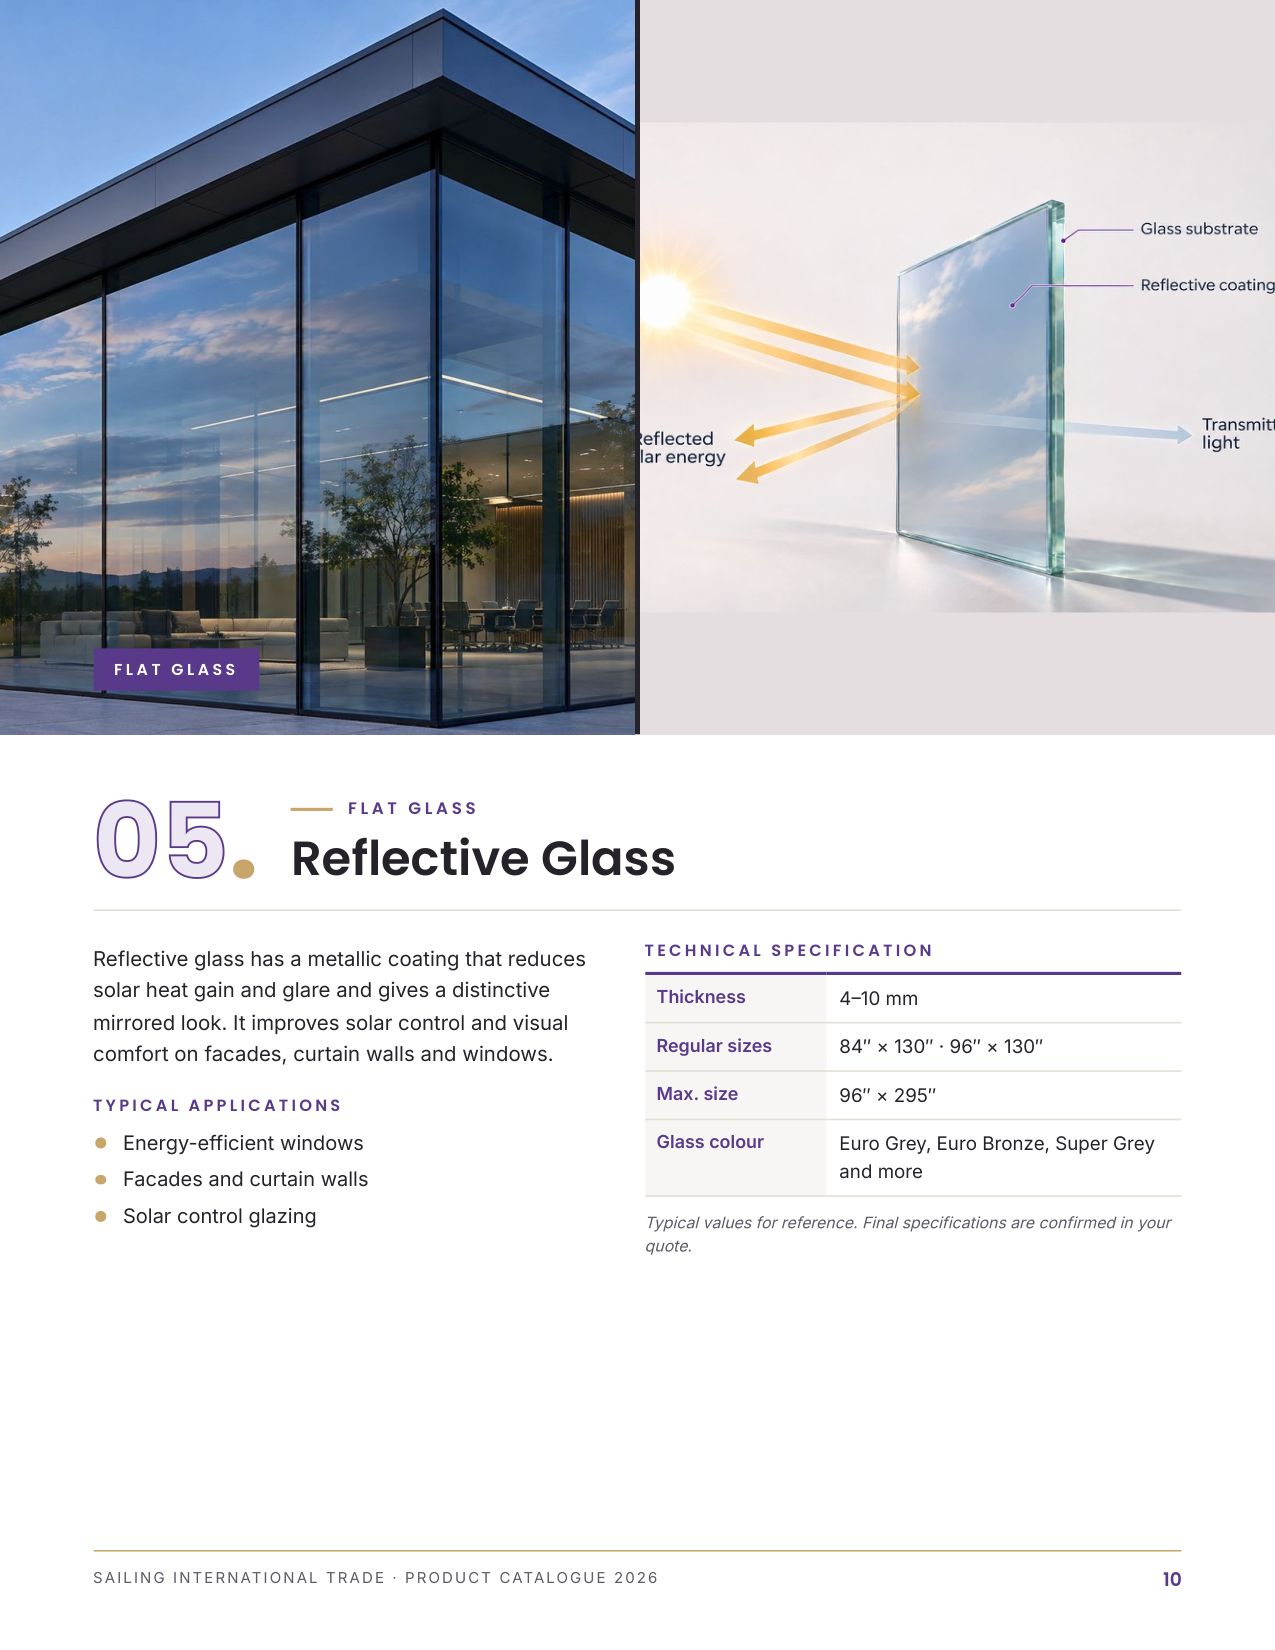 Glass substrate
Reflective coating
Reflected
lar energy
light
FLAT GLASS
05.
FLAT GLASS
Reflective Glass
Reflective glass has a metallic coating that reduces
solar heat gain and glare and gives a distinctive
mirrored look. It improves solar control and visual
comfort on facades, curtain walls and windows.
TYPICAL APPLICATIONS
Energy-efficient windows
Facades and curtain walls
Solar control glazing
TECHNICAL SPECIFICATION
Thickness 4–10 mm
Regular sizes 84″ × 130″ · 96″ × 130″
Max. size 96″ × 295″
Glass colour Euro Grey, Euro Bronze, Super Grey
and more
Typical values for reference. Final specifications are confirmed in your
quote.
SAILING INTERNATIONAL TRADE · PRODUCT CATALOGUE 2026
10